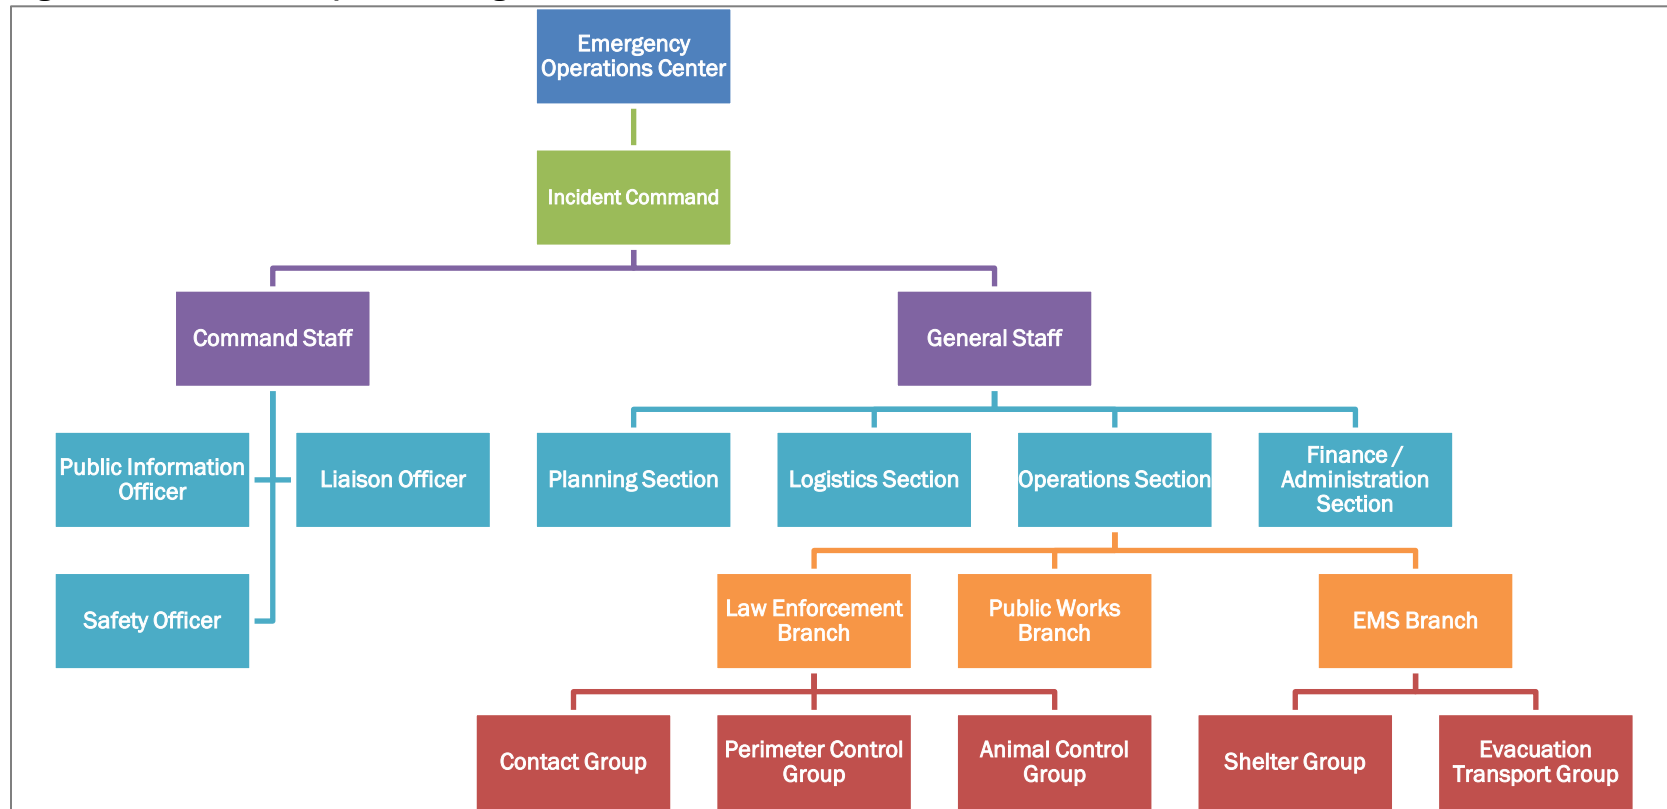 Emergency
Operations Center
Incident Command
Command Staff
General Staff
Public Information
Officer
Liaison Officer
Planning Section
Logistics Section
Operations Section
Finance /
Administration
Section
Safety Officer
Law Enforcement
Branch
Public Works
Branch
EMS Branch
Contact Group
Perimeter Control
Group
Animal Control
Group
Shelter Group
Evacuation
Transport Group